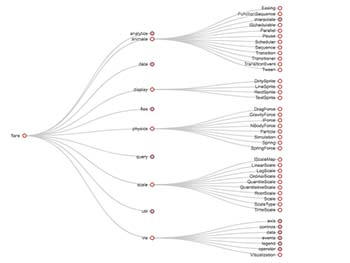 flare
analytics
animate
data
display
flex
physics
query
scale
util
vis
Easing
FunctionSequence
interpolate
ISchedulable
Parallel
Pause
Scheduler
Sequence
Transition
Transitioner
TransitionEvent
Tween
DirtySprite
LineSprite
RectSprite
TextSprite
DragForce
GravityForce
IForce
NBodyForce
Particle
Simulation
Spring
SpringForce
IScaleMap
LinearScale
LogScale
OrdinalScale
QuantileScale
QuantitativeScale
RootScale
Scale
ScaleType
TimeScale
axis
controls
data
events
legend
operator
Visualization